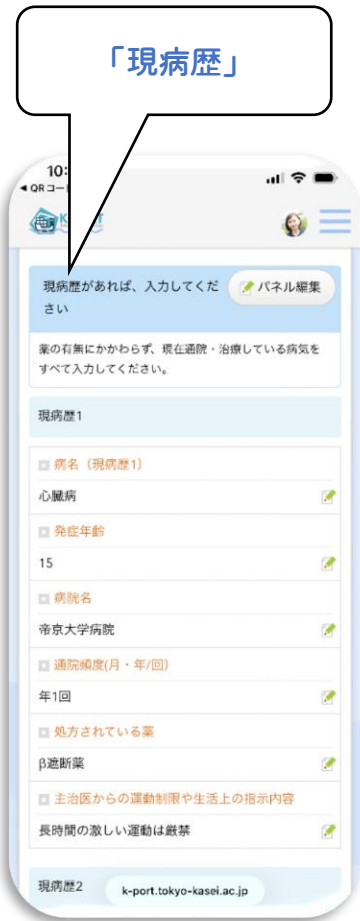 「現病歴」
10:
◀ QRコー
現病歴があれば、入力してくだ
さい
パネル編集
薬の有無にかかわらず、現在通院・治療している病気を
すべて入力してください。
現病歴1
病名（現病歴1）
心臓病
発症年齢
15
病院名
帝京大学病院
通院頻度(月・年/回)
年1回
処方されている薬
β遮断薬
主治医からの運動制限や生活上の指示内容
長時間の激しい運動は厳禁
現病歴2
k-port.tokyo-kasei.ac.jp